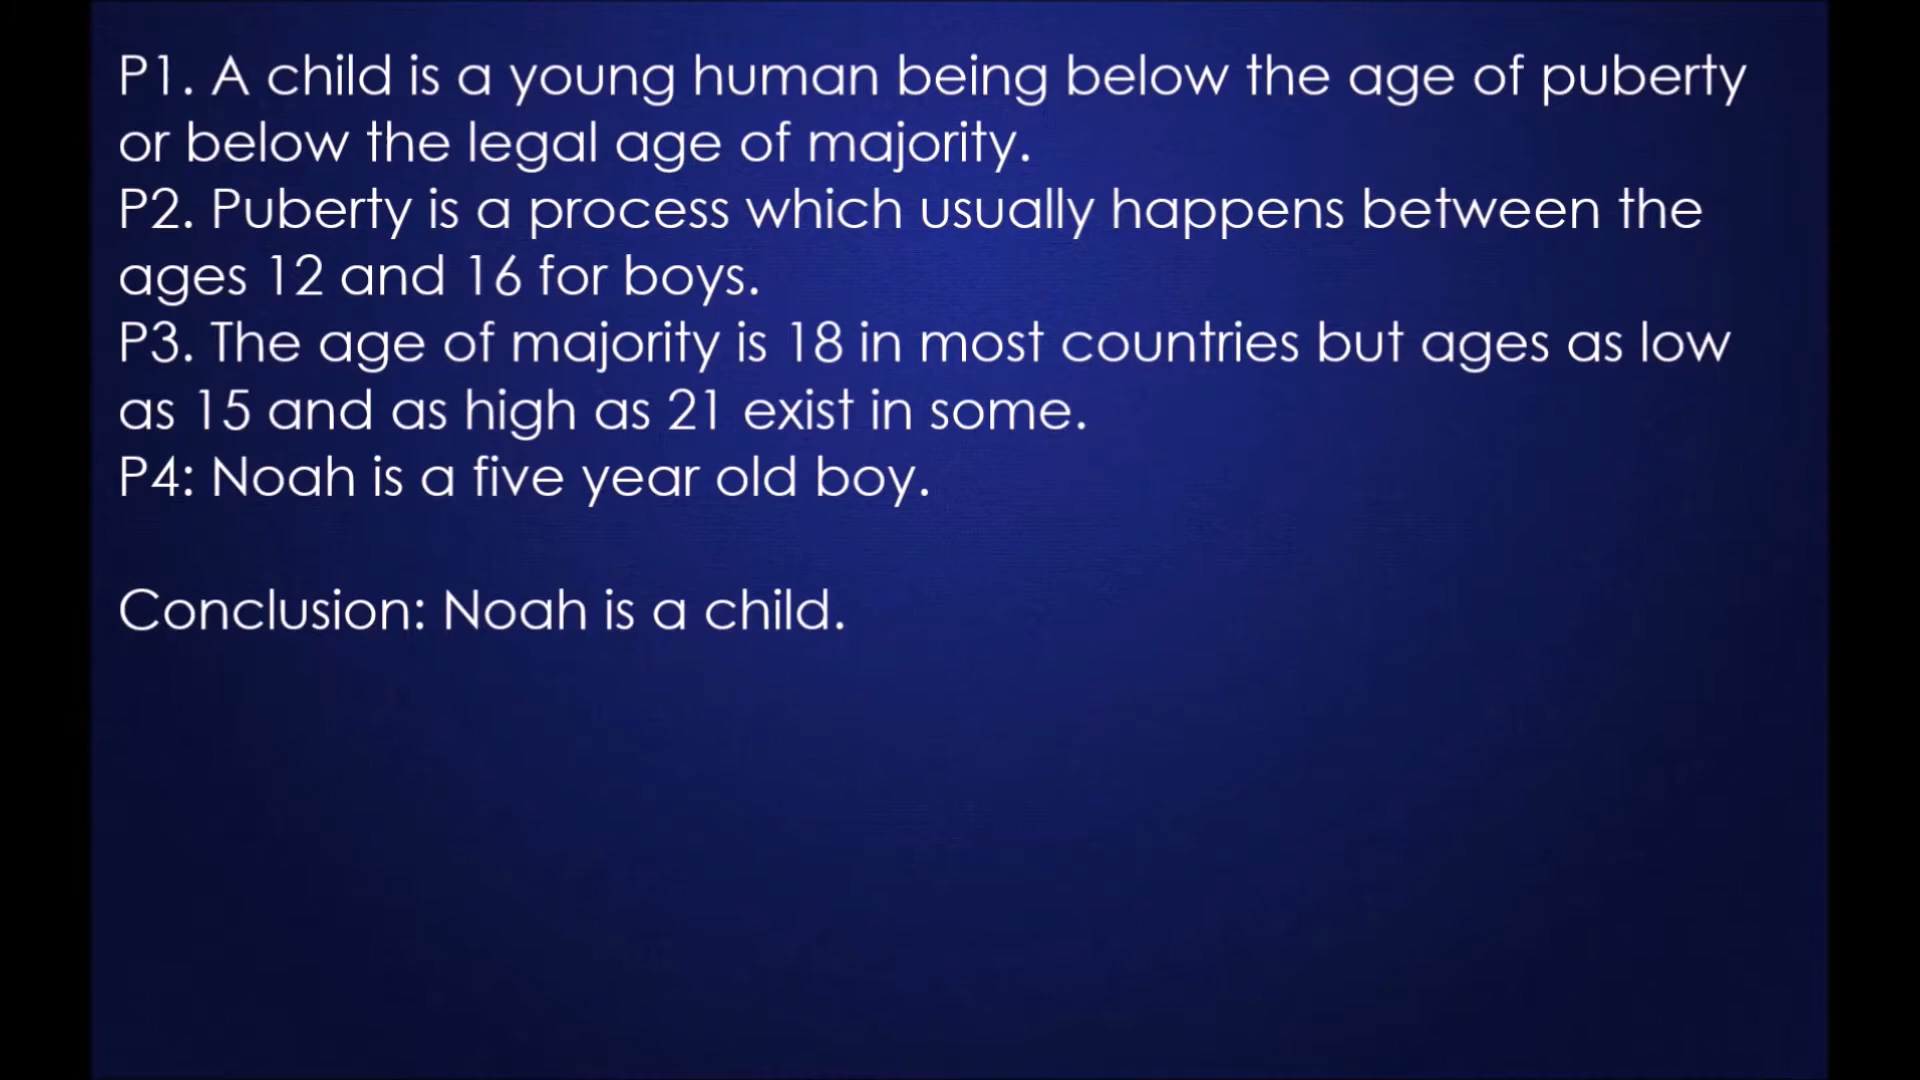 P1. A child is a young human being below the age of puberty
or below the legal age of majority.
P2. Puberty is a process which usually happens between the
ages 12 and 16 for boys.
P3. The age of majority is 18 in most countries but ages as low
as 15 and as high as 21 exist in some.
P4: Noah is a five year old boy.
Conclusion: Noah is a child.